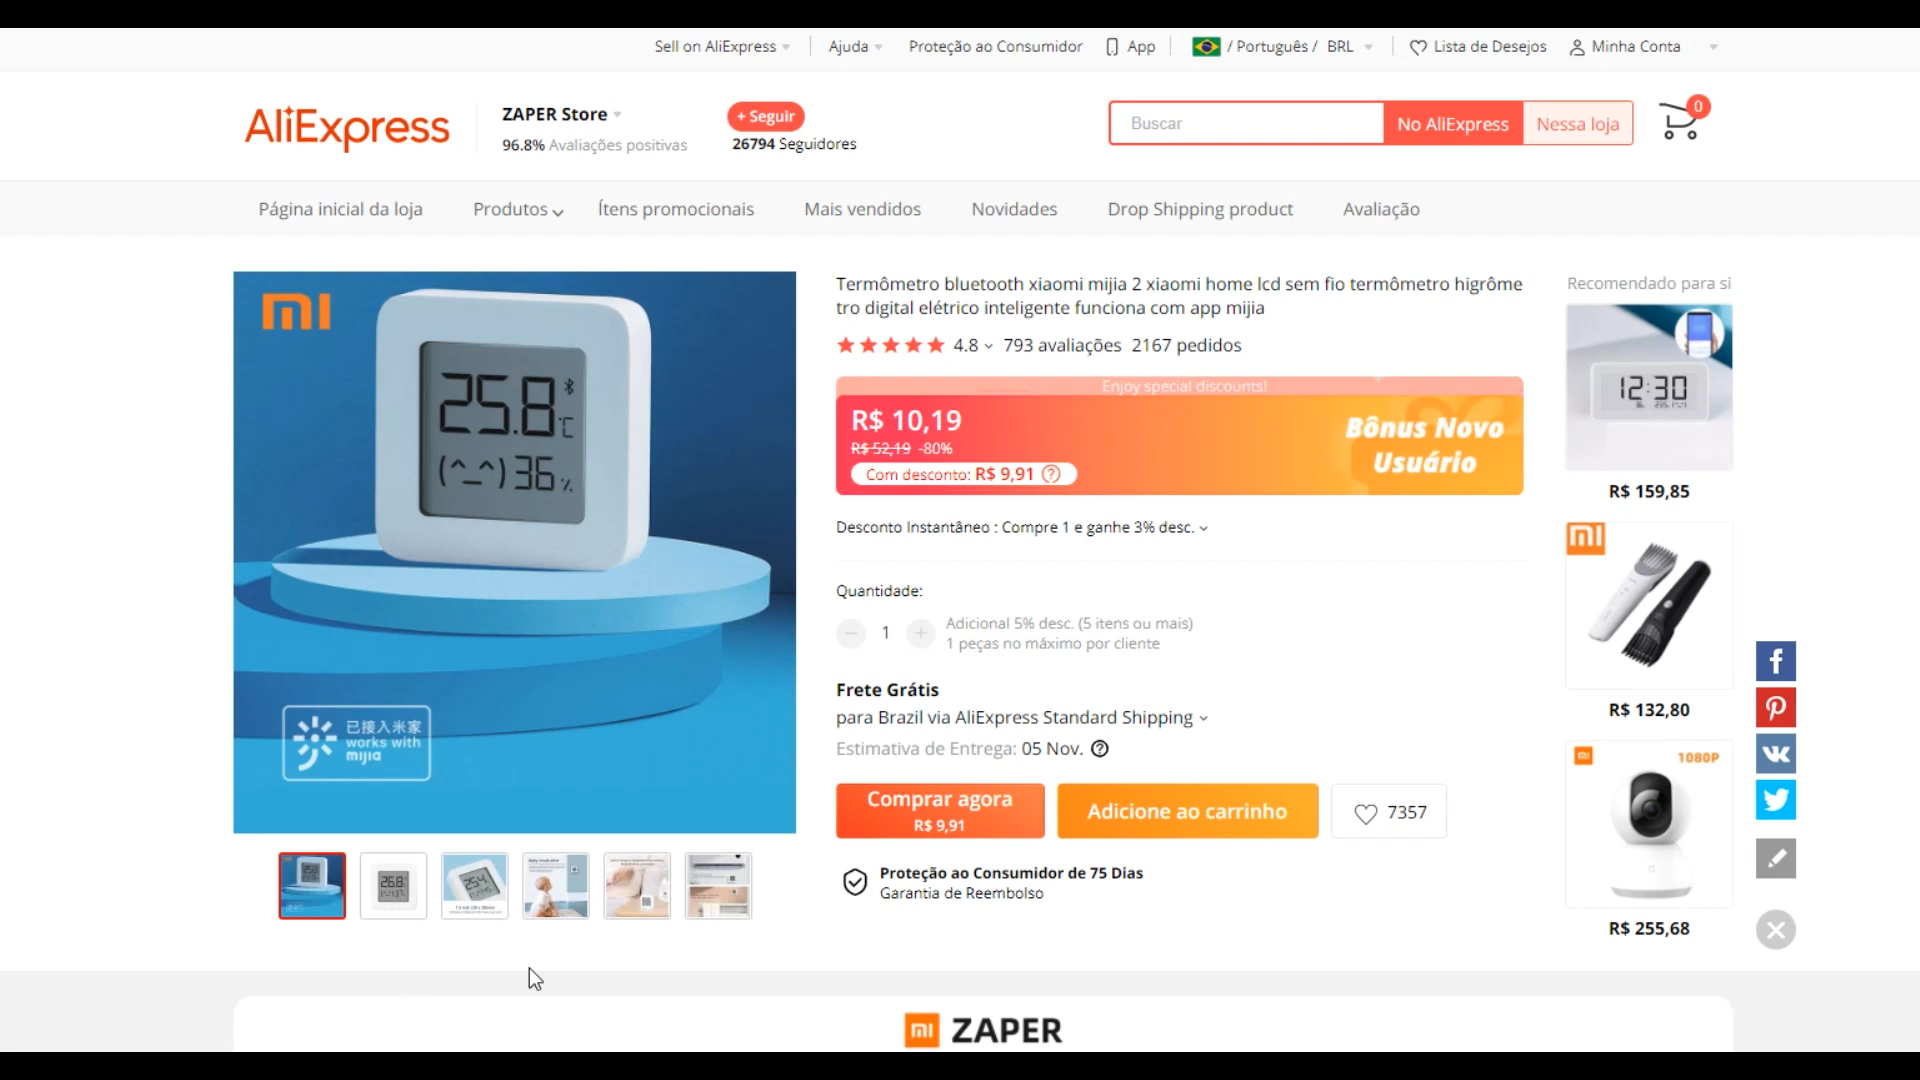 Sell on AliExpress
Ajuda
Proteção ao Consumidor
App
/ Português / BRL
Lista de Desejos
Minha Conta
AliExpress
ZAPER Store
96.8% Avaliações positivas
+ Seguir
26794 Seguidores
Buscar
No AliExpress
Nessa loja
0
Página inicial da loja
Produtos
Ítens promocionais
Mais vendidos
Novidades
Drop Shipping product
Avaliação
mi
25.8
°C
(^_^) 36 %
已接入米家
works with
mijia
Termômetro bluetooth xiaomi mijia 2 xiaomi home lcd sem fio termômetro higrôme
tro digital elétrico inteligente funciona com app mijia
4.8
793 avaliações
2167 pedidos
Enjoy special discounts!
R$ 10,19
R$ 52,19 -80%
Com desconto: R$ 9,91
Bônus Novo
Usuário
Desconto Instantâneo : Compre 1 e ganhe 3% desc.
Quantidade:
1
Adicional 5% desc. (5 itens ou mais)
1 peças no máximo por cliente
Frete Grátis
para Brazil via AliExpress Standard Shipping
Estimativa de Entrega: 05 Nov.
Comprar agora
R$ 9,91
Adicione ao carrinho
7357
Proteção ao Consumidor de 75 Dias
Garantia de Reembolso
Recomendado para si
12:30
R$ 159,85
mi
R$ 132,80
mi
1080P
R$ 255,68
mi ZAPER